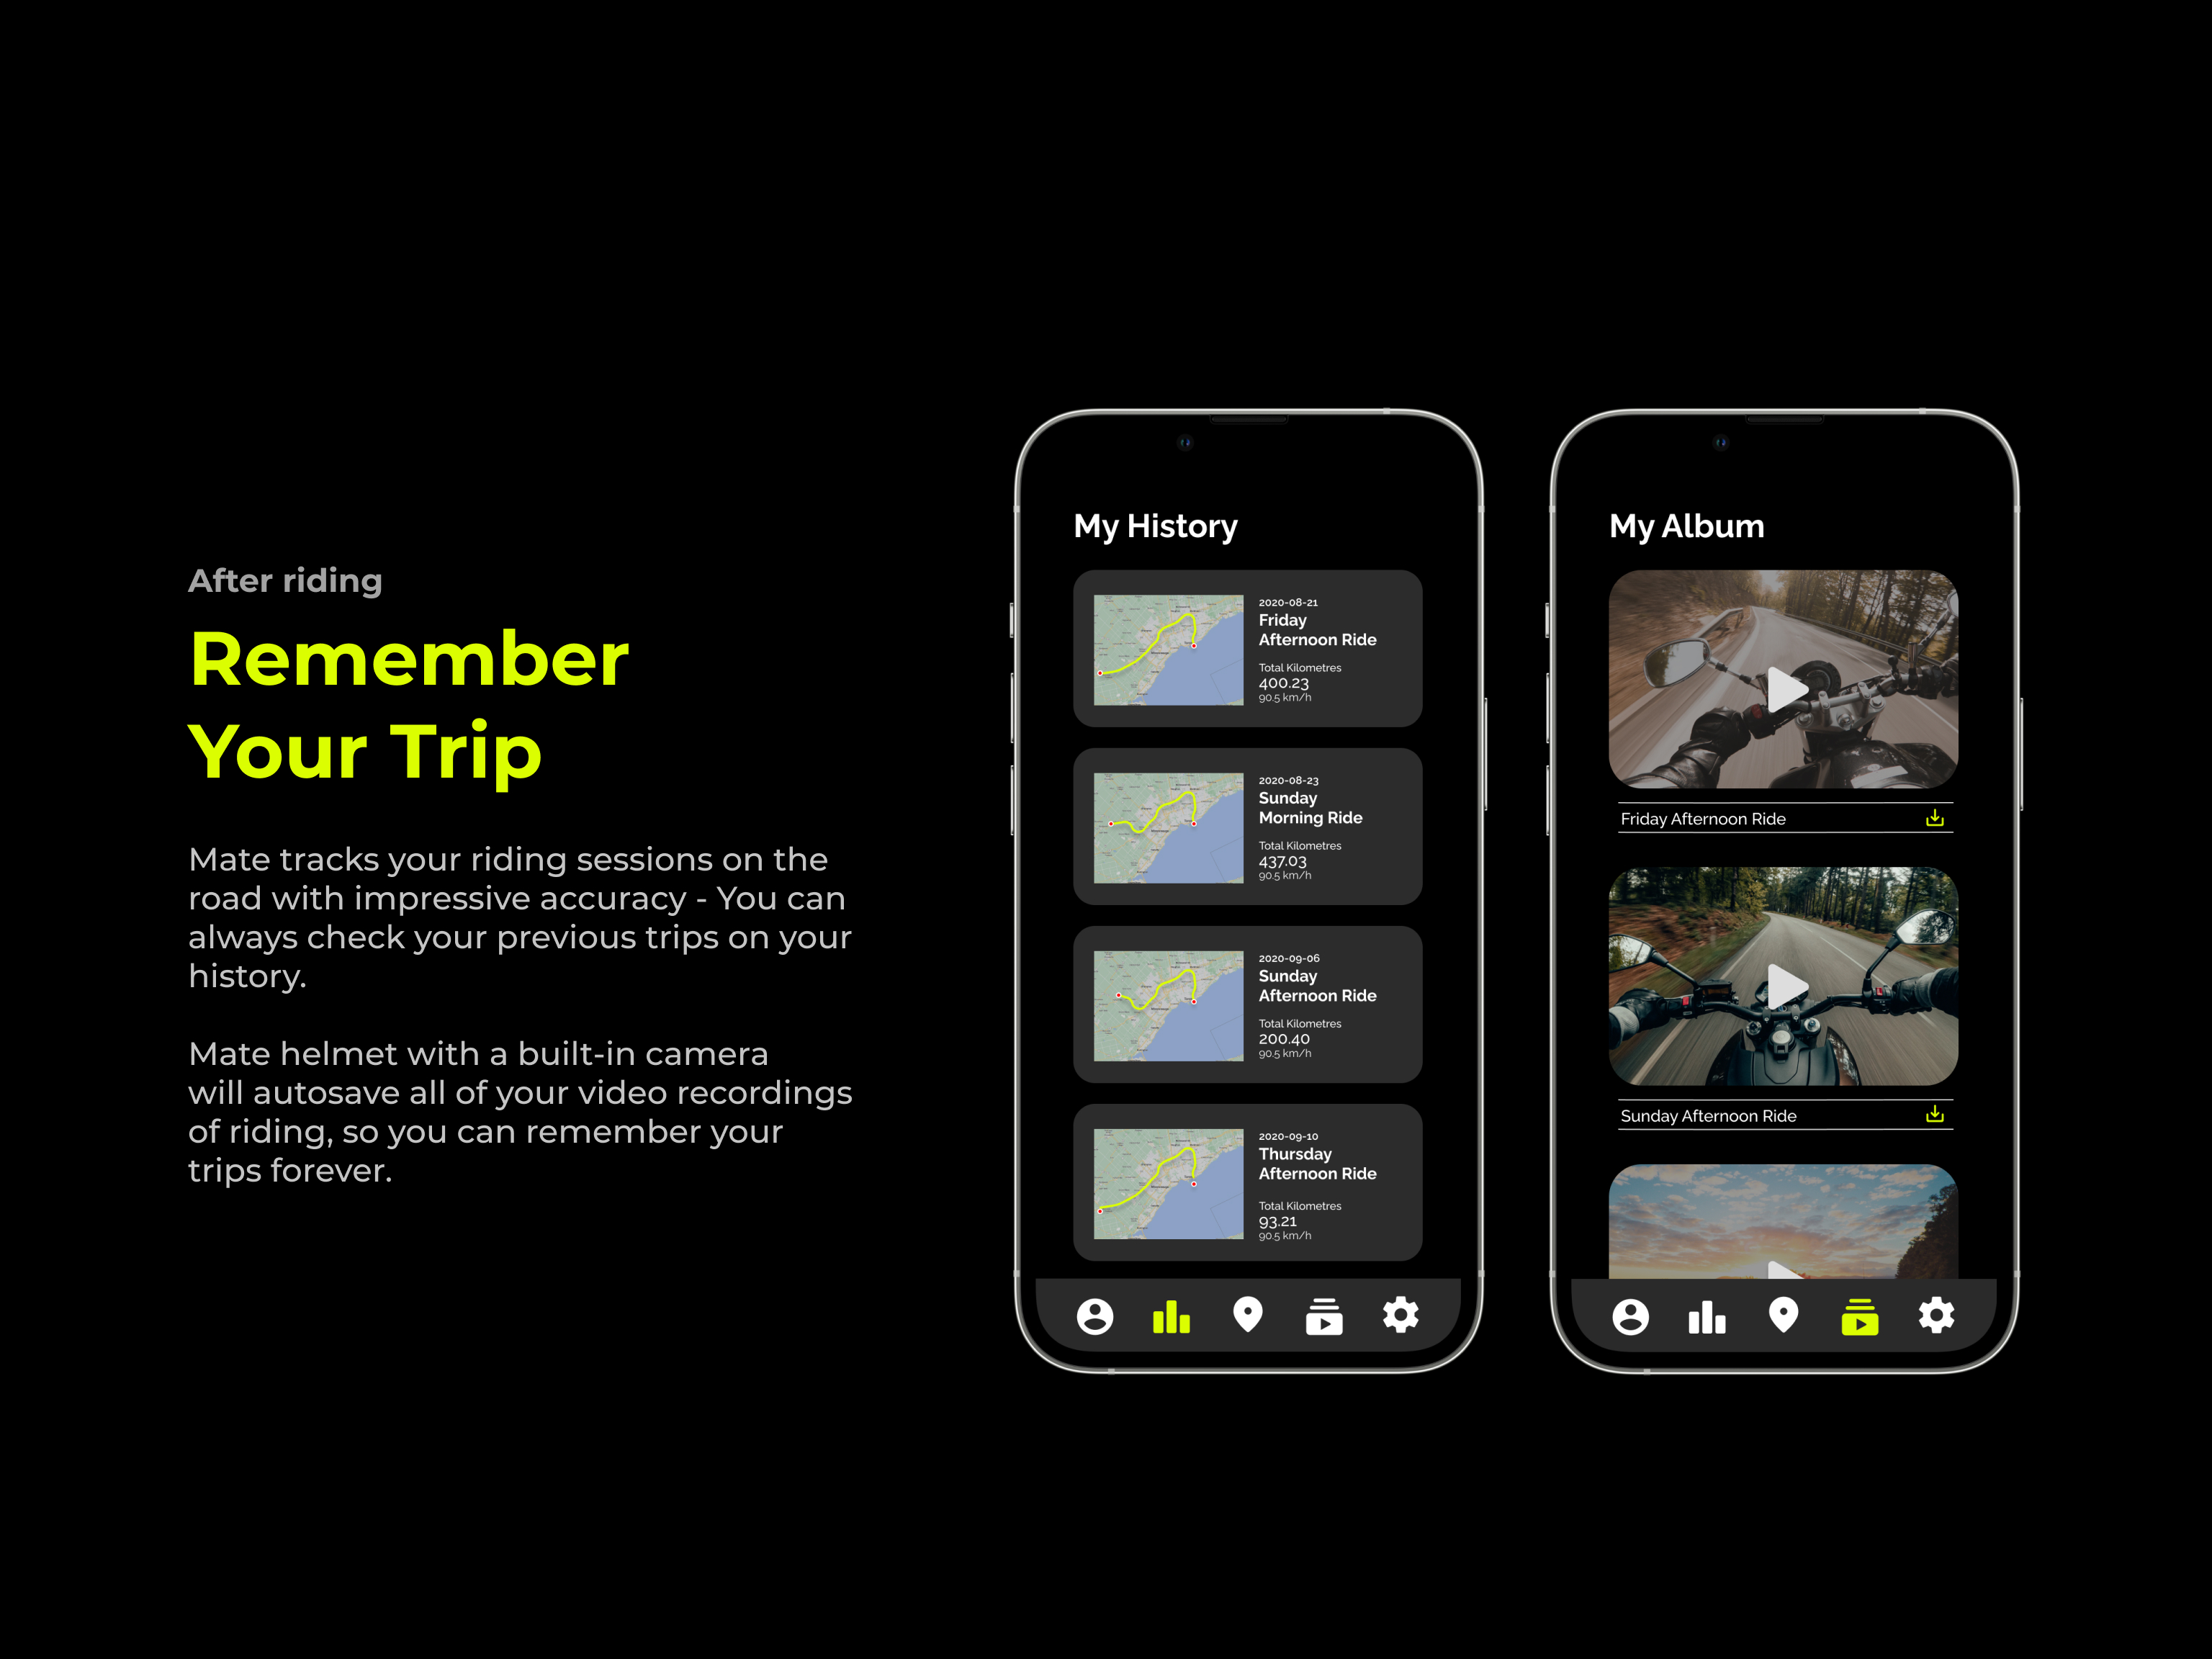 After riding
Remember
Your Trip
Mate tracks your riding sessions on the
road with impressive accuracy - You can
always check your previous trips on your
history.
Mate helmet with a built-in camera
will autosave all of your video recordings
of riding, so you can remember your
trips forever.
My History
2020-08-21
Friday
Afternoon Ride
Total Kilometres
400.23
90.5 km/h
2020-08-23
Sunday
Morning Ride
Total Kilometres
437.03
90.5 km/h
2020-09-06
Sunday
Afternoon Ride
Total Kilometres
200.40
90.5 km/h
2020-09-10
Thursday
Afternoon Ride
Total Kilometres
93.21
90.5 km/h
My Album
Friday Afternoon Ride
Sunday Afternoon Ride